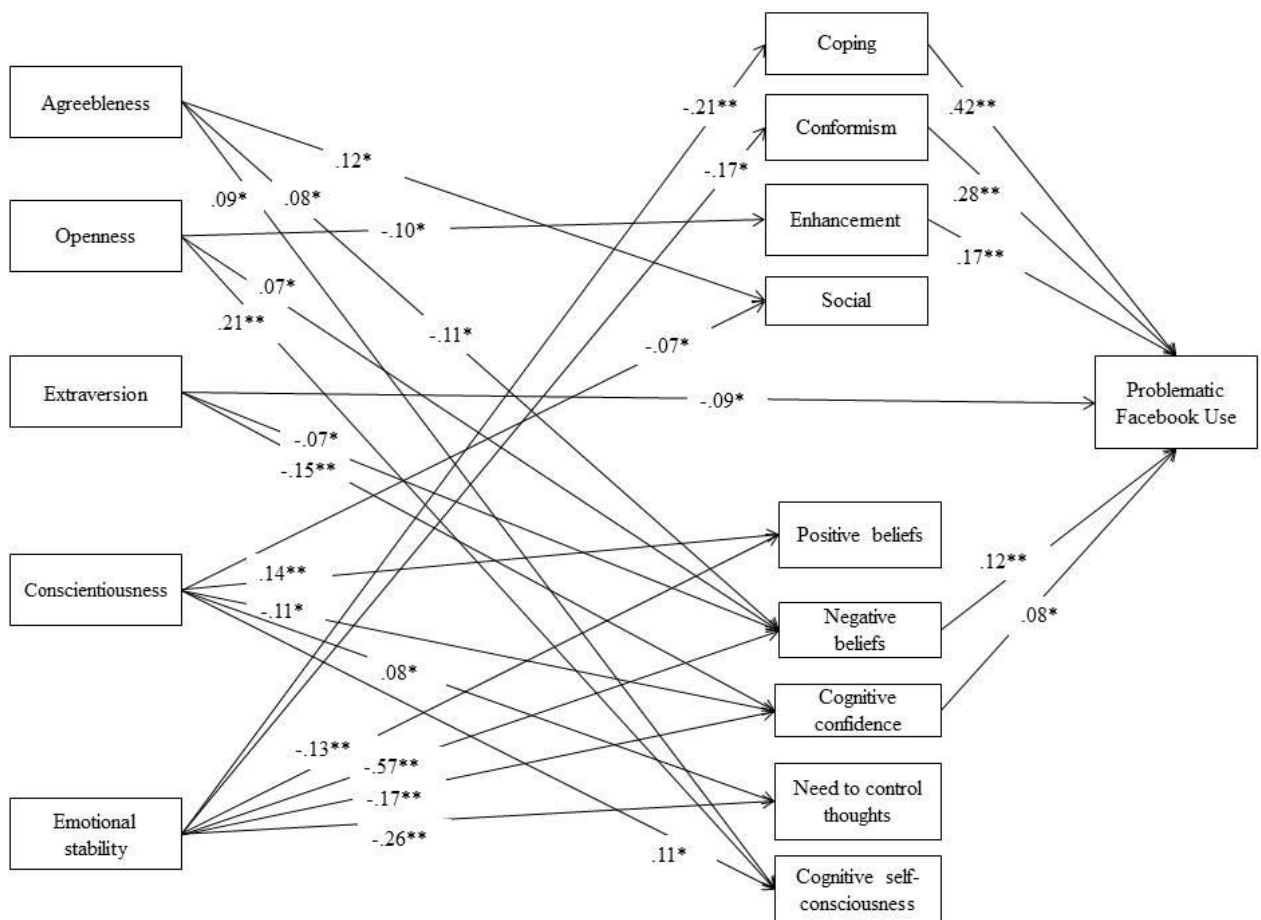 Coping
Agreebleness
-.21**
.42**
Conformism
.12*
-.17*
.09*
.08*
.28**
Openness
-.10*
Enhancement
.17**
.07*
Social
.21**
-.11*
-.07*
Extraversion
-.09*
Problematic
Facebook Use
-.07*
-.15**
Positive beliefs
.14**
.12**
Conscientiousness
-.11*
Negative
beliefs
.08*
.08*
Cognitive
confidence
-.13**
-.57**
-.17**
Need to control
thoughts
Emotional
stability
-.26**
.11*
Cognitive self-
consciousness